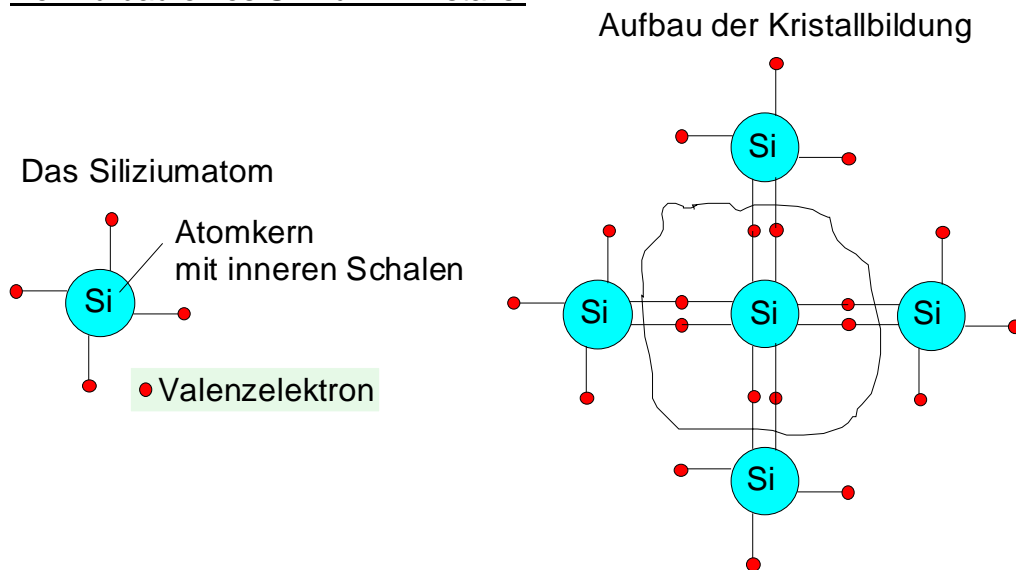 Aufbau der Kristallbildung
Das Siliziumatom
Atomkern
mit inneren Schalen
Si
Valenzelektron
Si
Si
Si
Si
Si